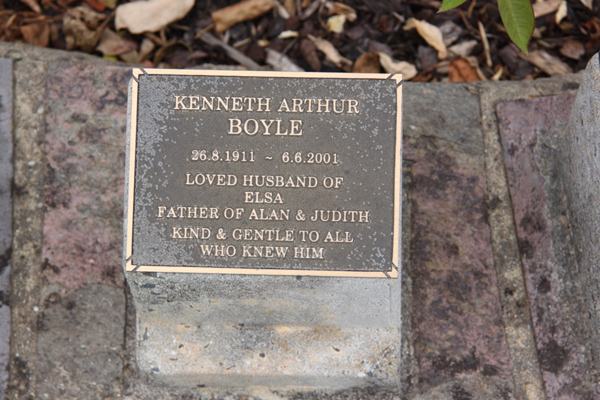 KENNETH ARTHUR
BOYLE
26.8.1911 ~ 6.6.2001
LOVED HUSBAND OF
ELSA
FATHER OF ALAN & JUDITH
KIND & GENTLE TO ALL
WHO KNEW HIM